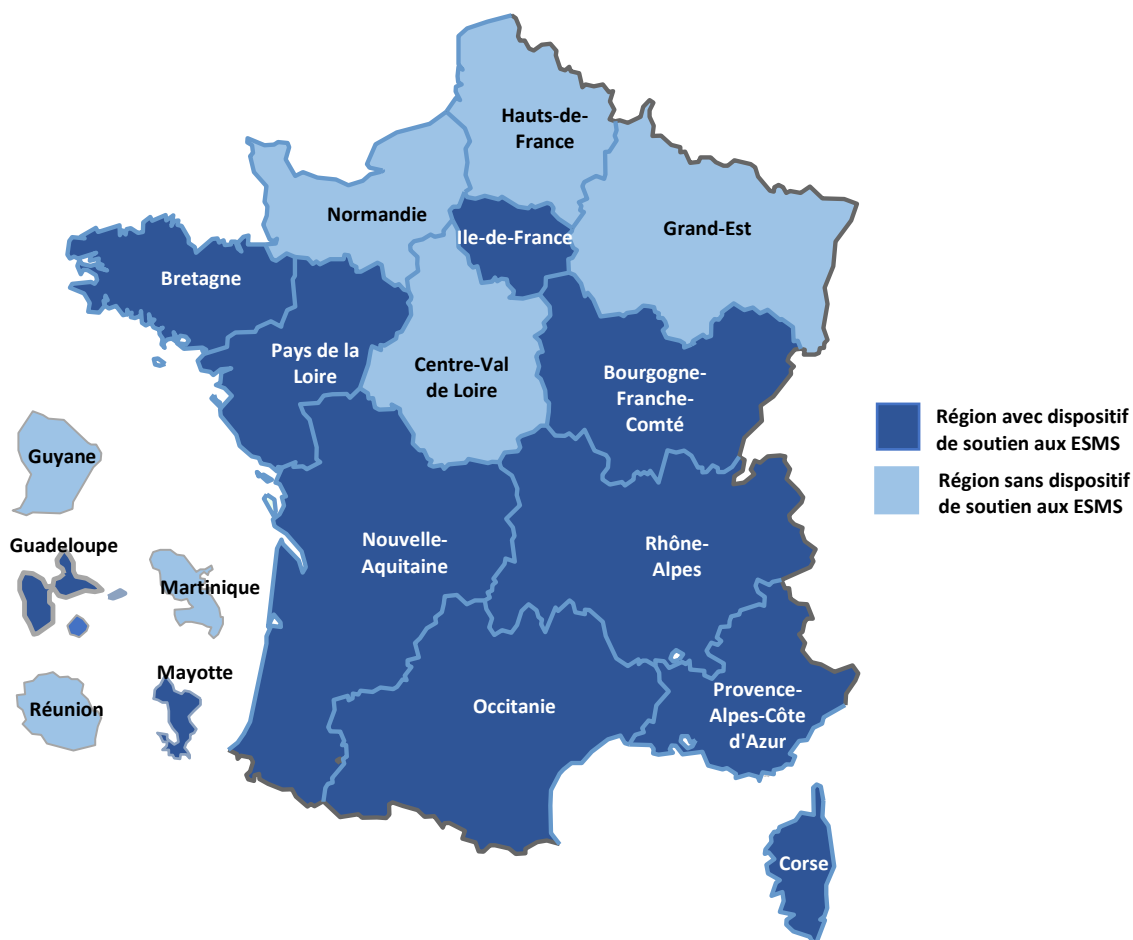 Hauts-de-
France
Normandie
Ile-de-France
Grand-Est
Bretagne
Pays de la
Loire
Centre-Val
de Loire
Bourgogne-
Franche-
Comté
Région avec dispositif
de soutien aux ESMS
Région sans dispositif
de soutien aux ESMS
Guyane
Guadeloupe
Martinique
Réunion
Mayotte
Nouvelle-
Aquitaine
Rhône-
Alpes
Occitanie
Provence-
Alpes-Côte
d'Azur
Corse